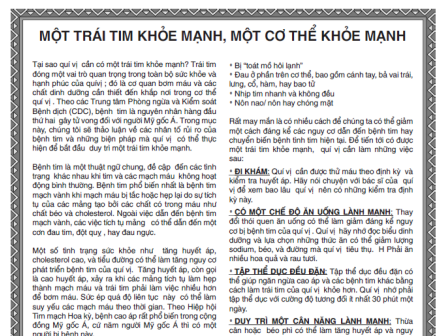 MỘT TRÁI TIM KHỎE MẠNH, MỘT CƠ THỂ KHỎE MẠNH
Tại sao quí vị cần có một trái tim khỏe mạnh? Trái tim
đóng một vai trò quan trọng trong toàn bộ sức khỏe và
hạnh phúc của quívị ; đó là cơ quan bơm máu và các
chất dinh dưỡng cần thiết đến khắp nơi trong cơ thể
quí vị . Theo các Trung tâm Phòng ngừa và Kiểm soát
Bệnh dịch (CDC), bệnh tim là nguyên nhân hàng đầu
thứ hai gây tử vong đối với người Mỹ gốc Á. Trong mục
này, chúng tôi sẽ thảo luận về các nhân tố rủi ro của
bệnh tim và những biện pháp mà quí vị có thể thực
hiện để bắt đầu duy trì một trái tim khỏe mạnh.
Bệnh tim là một thuật ngữ chung, đề cập đến các tình
trạng khác nhau khi tim và các mạch máu không hoạt
động bình thường. Bệnh tim phổ biến nhất là bệnh tim
mạch vành khi mạch máu bị tắc hoặc hẹp lại do sự tích
tụ của các mảng tạo bởi các chất có trong máu như
chất béo và cholesterol. Ngoài việc dẫn đến bệnh tim
mạch vành, các việc tích tụ mảng có thể dẫn đến một
cơn đau tim, đột quỵ , hay đau ngực.
Một số tình trạng sức khỏe như tăng huyết áp,
cholesterol cao, và tiểu đường có thể làm tăng nguy cơ
phát triển bệnh tim của quí vị. Tăng huyết áp, còn gọi
là cao huyết áp, xảy ra khi các mảng tích tụ làm hẹp
thành mạch máu và trái tim phải làm việc nhiều hơn
để bơm máu. Sức ép quá độ liên tục này có thể làm
suy yếu các mạch máu theo thời gian. Theo Hiệp hội
Tim mạch Hoa kỳ, bệnh cao áp rất phổ biến trong cộng
đồng Mỹ gốc Á, cứ năm người Mỹ gốc Á thì có một
người bị bệnh này.
• Bị "toát mồ hôi lạnh"
• Đau ở phần trên cơ thể, bao gồm cánh tay, bả vai trái,
lưng, cổ, hàm, hay bao tử
• Nhịp tim nhanh và không đều
• Nôn nao/ nôn hay chóng mặt
Rất may mắn là có nhiều cách để chúng ta có thể giảm
một cách đáng kể các nguy cơ dẫn đến bệnh tim hay
chuyển biến bệnh tình tim hiện tại. Để tiến tới có được
một trái tim khỏe mạnh, quí vị cần làm những việc
sau:
• ĐI KHÁM: Quí vị cần được thử máu theo định kỳ và
kiểm tra huyết áp. Hãy nói chuyện với bác sĩ của quí
vị để xem bao lâu quí vị nên có những kiểm tra định
kỳ này.
• CÓ MỘT CHẾ ĐỘ ĂN UỐNG LÀNH MẠNH: Thay
đổi thói quen ăn uống có thể làm giảm đáng kể nguy
cơ bị bệnh tim của quí vị . Quí vị hãy nhớ đọc biểu dinh
dưỡng và lựa chọn những thức ăn có thể giảm lượng
sodium, béo, và đường mà quí vị tiêu thụ. H Phải ăn
nhiều hoa quả và rau tươi.
• TẬP THỂ DỤC ĐỀU ĐẶN: Tập thể dục đều đặn có
thể giúp ngăn ngừa cao áp và các bệnh tim khác bằng
cách làm trái tim của quí vị khỏe hơn. Quí vị nhớ phải
tập thể dục với cường độ tương đối ít nhất 30 phút một
ngày.
• DUY TRÌ MỘT CÂN NẶNG LÀNH MẠNH: Thừa
cân hoặc béo phì có thể làm tăng huyết áp và nguy